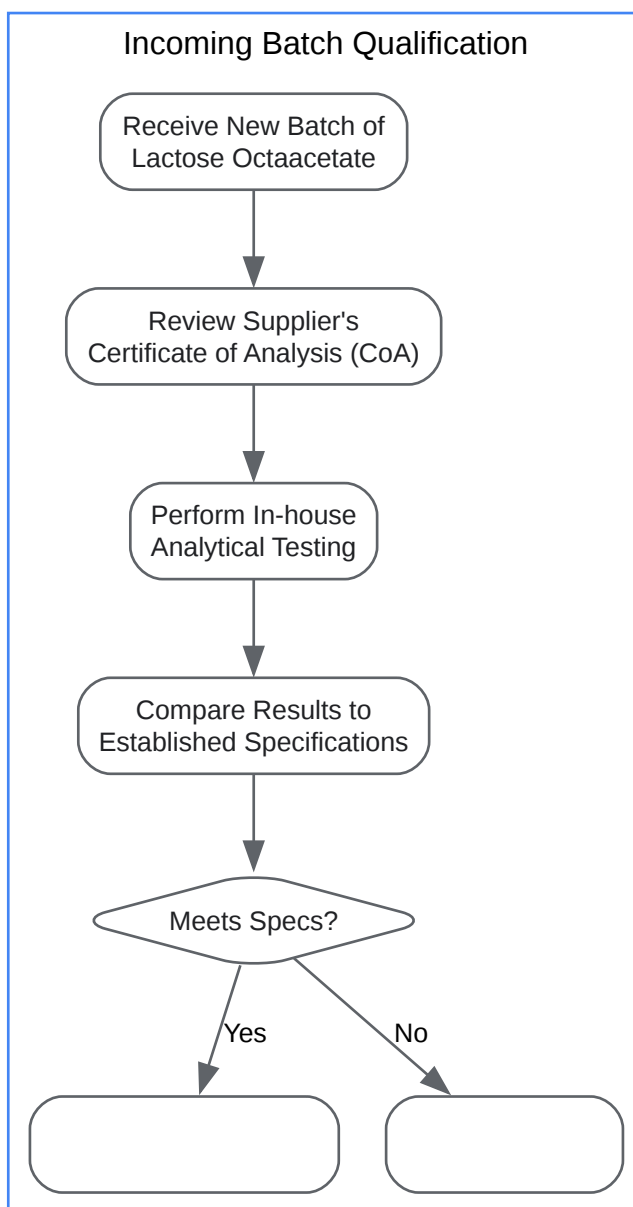 Incoming Batch Qualification
Receive New Batch of
Lactose Octaacetate
Review Supplier's
Certificate of Analysis (CoA)
Perform In-house
Analytical Testing
Compare Results to
Established Specifications
Meets Specs?
Yes
No